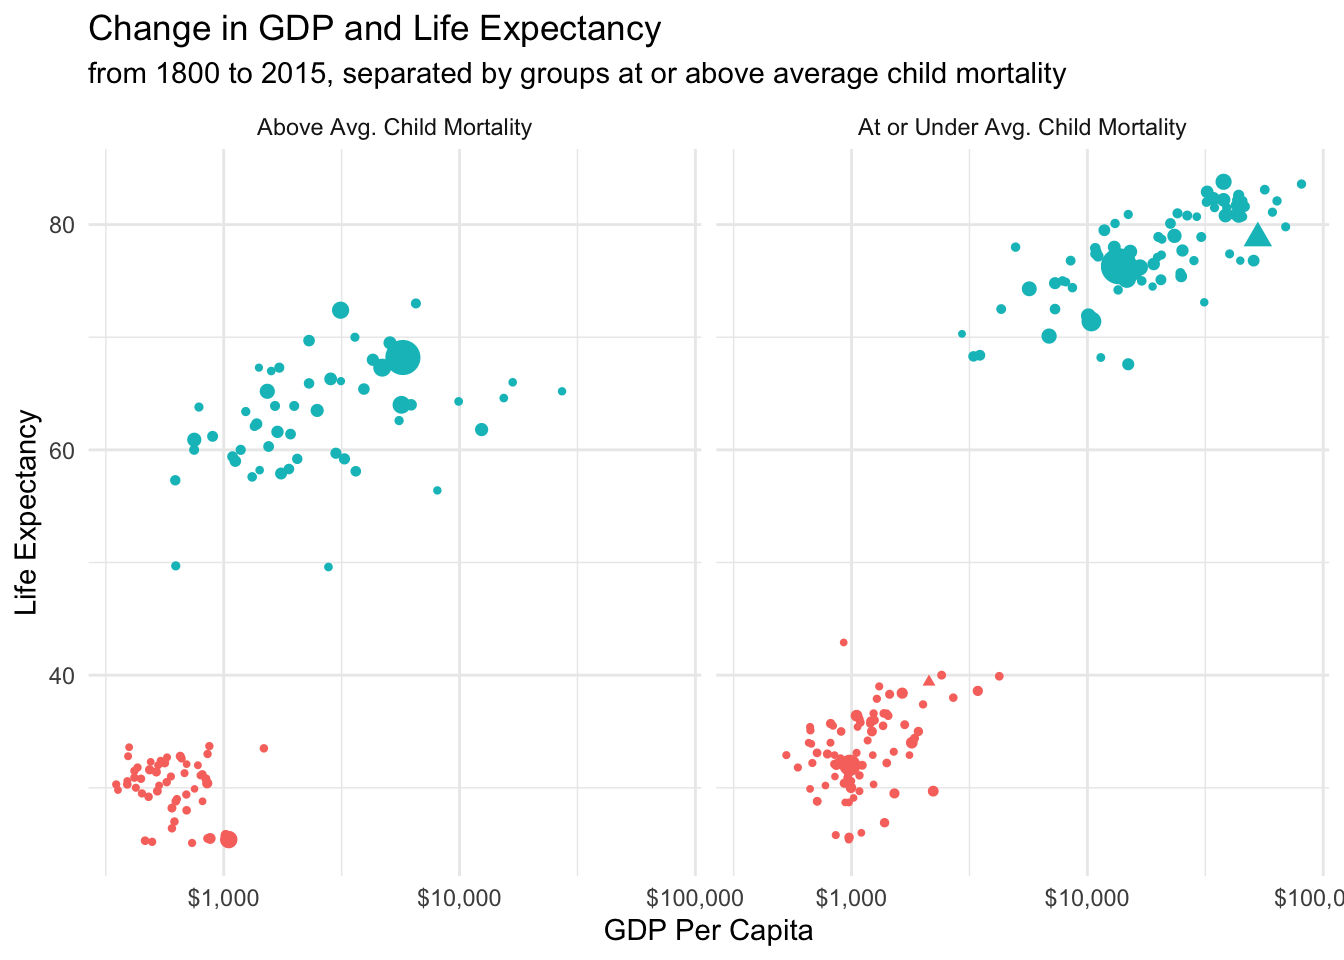 Change in GDP and Life Expectancy
from 1800 to 2015, separated by groups at or above average child mortality
Above Avg. Child Mortality
At or Under Avg. Child Mortality
80
60
40
Life Expectancy
$1,000
$10,000
$100,000
$1,000
$10,000
$100,0
GDP Per Capita